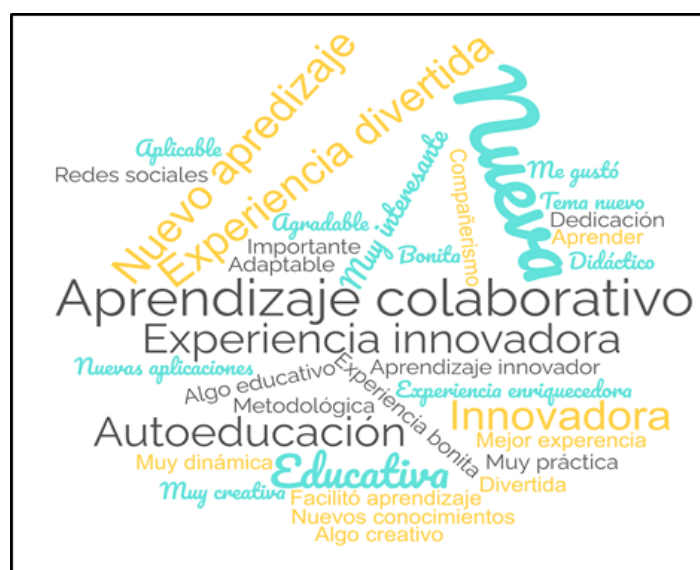 Nuevo apredizaje
Experiencia divertida
Nueva
Aplicable
Redes sociales
Muy interesante
Compañerismo
Me gustó
Tema nuevo
Dedicación
Aprender
Didáctico
Agradable
Importante
Adaptable
Bonita
Aprendizaje colaborativo
Experiencia innovadora
Nuevas aplicaciones
Algo educativo
Experiencia bonita
Aprendizaje innovador
Experiencia enriquecedora
Metodológica
Innovadora
Autoeducación
Mejor experencia
Muy dinámica
Educativa
Muy práctica
Divertida
Muy creativa
Facilitó aprendizaje
Nuevos conocimientos
Algo creativo